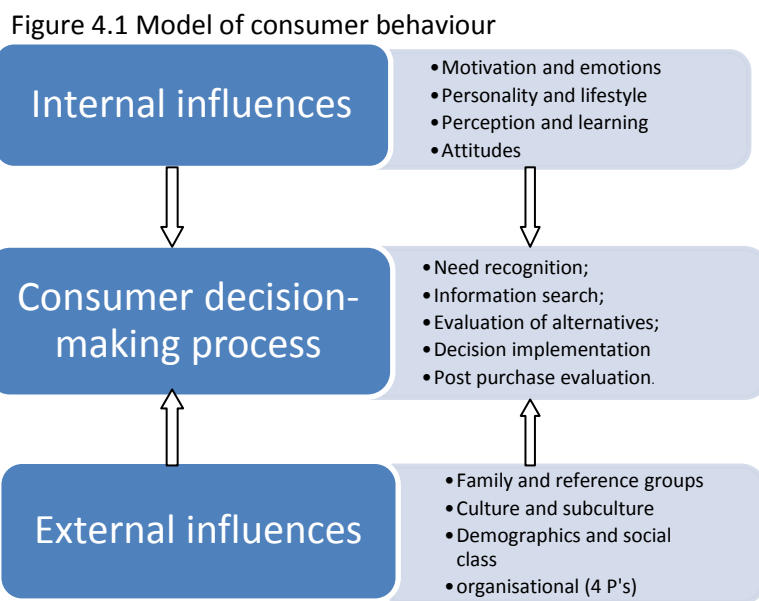 Figure 4.1 Model of consumer behaviour
Internal influences
•Motivation and emotions
•Personality and lifestyle
•Perception and learning
•Attitudes
Consumer decision-
making process
•Need recognition;
•Information search;
•Evaluation of alternatives;
•Decision implementation
•Post purchase evaluation.
External influences
•Family and reference groups
•Culture and subculture
•Demographics and social
class
•organisational (4 P's)